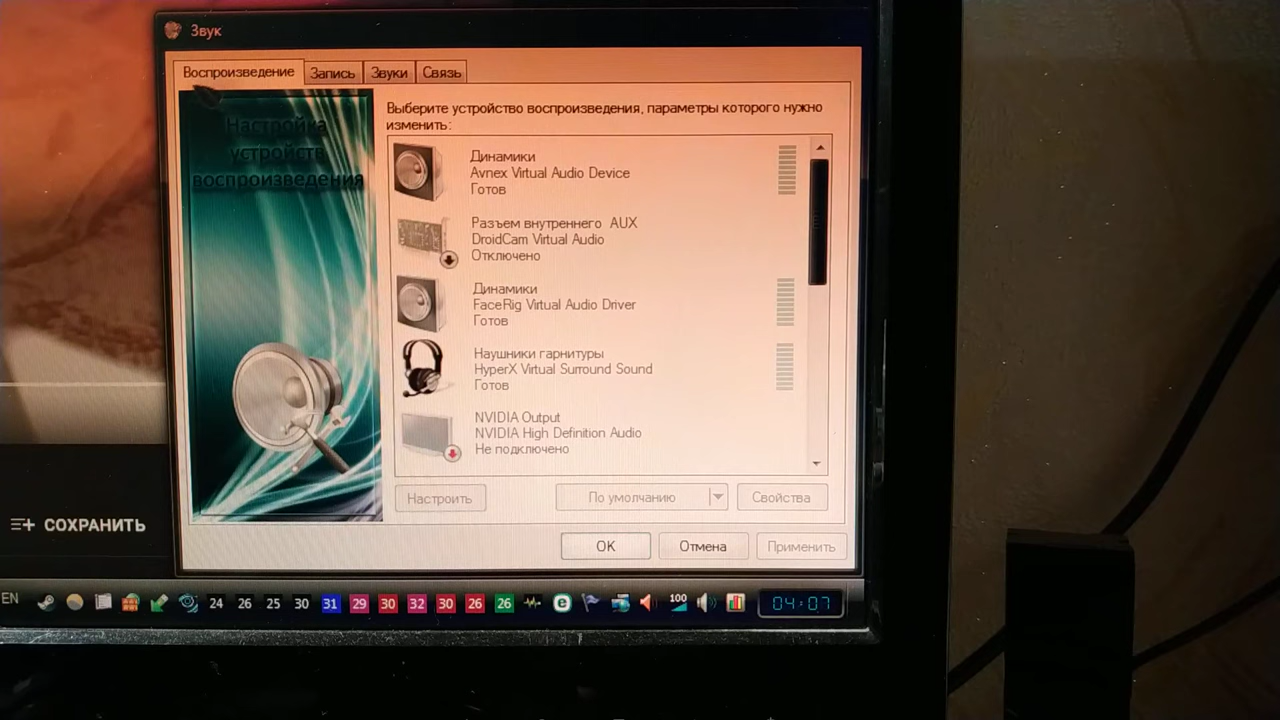 Звук
Воспроизведение
Запись
Звуки
Связь
Настройка
устройств
воспроизведения
Выберите устройство воспроизведения, параметры которого нужно
изменить:
Динамики
Avnex Virtual Audio Device
Готов
Разъем внутреннего AUX
DroidCam Virtual Audio
Отключено
Динамики
FaceRig Virtual Audio Driver
Готов
Наушники гарнитуры
HyperX Virtual Surround Sound
Готов
NVIDIA Output
NVIDIA High Definition Audio
Не подключено
Настроить
По умолчанию
Свойства
OK
Отмена
Применить
СОХРАНИТЬ
EN
24 26 25 30 31 29 30 32 30 26 26
100
04:07